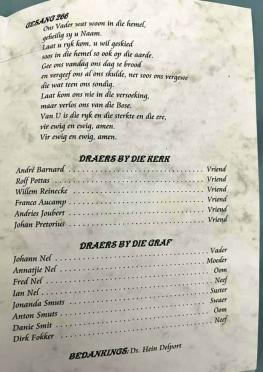 GESANG 266
Ons Vader wat woon in die hemel,
geheilig sy u Naam.
Laat u ryk kom, u wil geskied
soos in die hemel so ook op die aarde.
Gee ons vandag ons dag se brood
en vergeef ons al ons skulde, net soos ons vergewe
die wat teen ons sondig.
Laat kom ons nie in die versoeking,
maar verlos ons van die Bose.
Van U is die ryk en die sterkte en die ere,
vir ewig en ewig, amen.
Vir ewig en ewig, amen.
DRAERS BY DIE KERK
André Barnard Vriend
Rolf Pottas Vriend
Willem Reinecke Vriend
Franco Aucamp Vriend
Andries Joubert Vriend
Johan Pretorius Vriend
DRAERS BY DIE GRAF
Johann Nel Vader
Annatjie Nel Moeder
Fred Nel Oom
Ian Nel Neef
Jonanda Smuts Suster
Anton Smuts Swaer
Danie Smit Oom
Dirk Fokker Neef
BEDANKINGS: Ds. Hein Delport